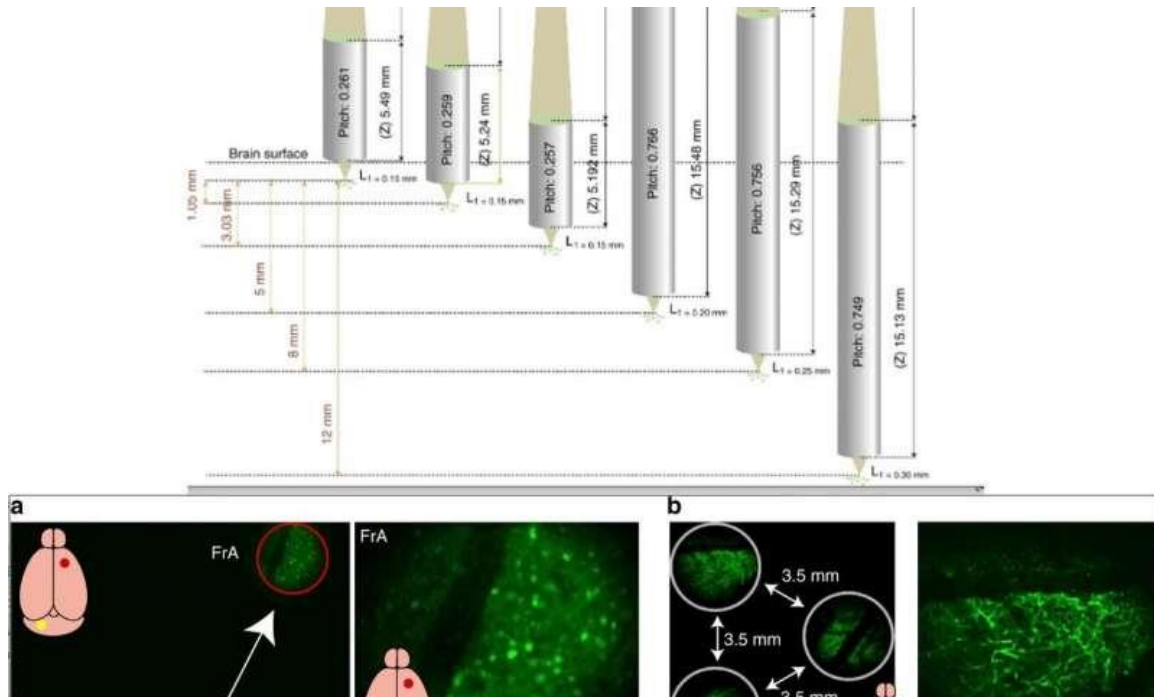 Pitch: 0.261
(Z) 5.49 mm
Pitch: 0.259
(Z) 5.24 mm
Pitch: 0.257
(Z) 5.192 mm
Pitch: 0.766
(Z) 15.48 mm
Pitch: 0.756
(Z) 15.29 mm
Pitch: 0.749
(Z) 15.13 mm
Brain surface
L1 = 0.15 mm
L1 = 0.15 mm
L1 = 0.15 mm
L1 = 0.20 mm
L1 = 0.25 mm
L1 = 0.30 mm
1.05 mm
3.03 mm
5 mm
8 mm
12 mm
a
FrA
FrA
b
3.5 mm
3.5 mm
3.5 mm